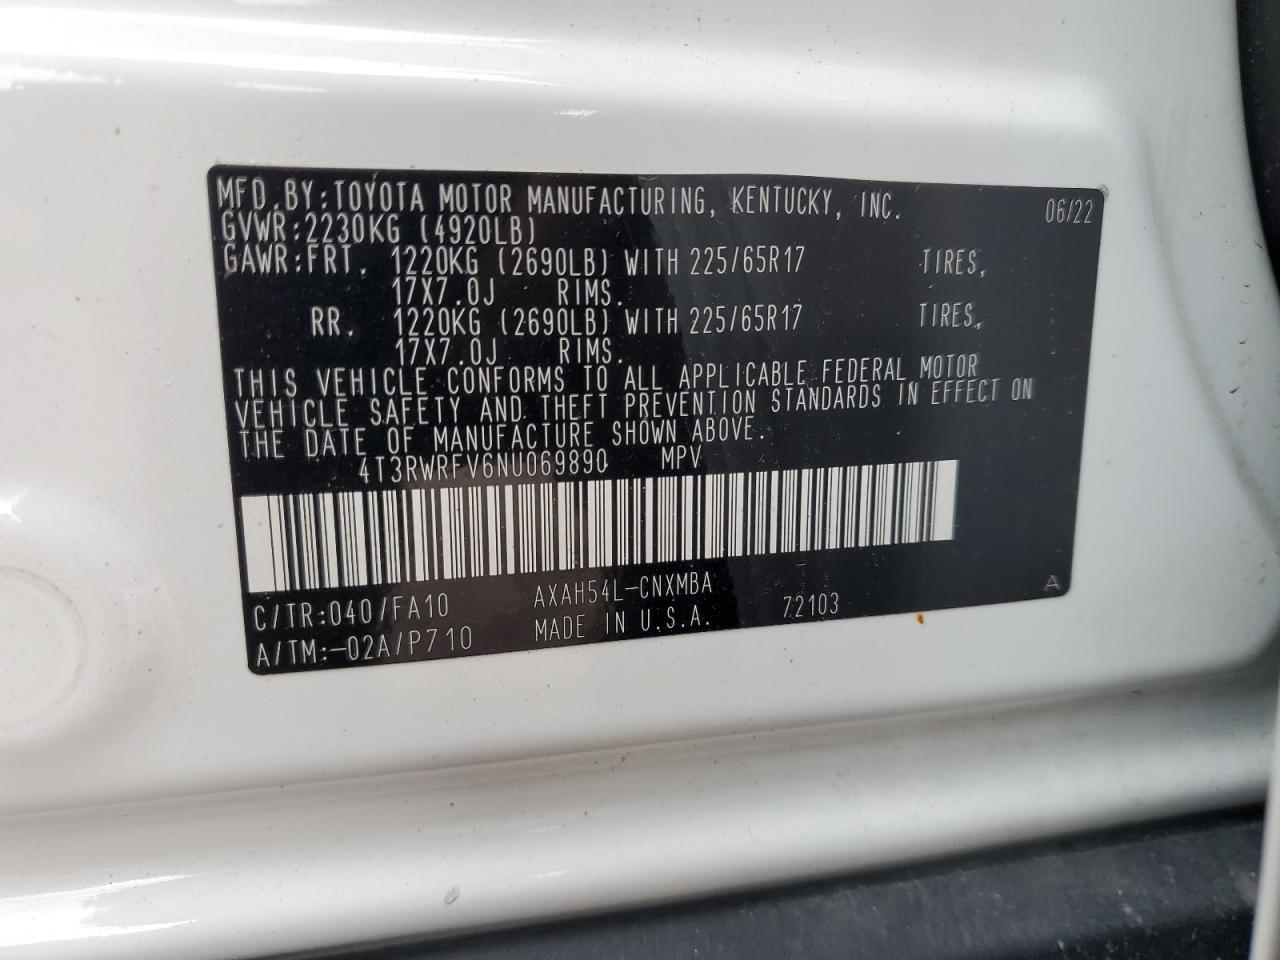 MFD.BY:TOYOTA MOTOR MANUFACTURING, KENTUCKY, INC. 06/22
GVWR:2230KG (4920LB)
GAWR:FRT. 1220KG (2690LB) WITH 225/65R17 TIRES,
17X7.0J RIMS.
RR. 1220KG (2690LB) WITH 225/65R17 TIRES,
17X7.0J RIMS.
THIS VEHICLE CONFORMS TO ALL APPLICABLE FEDERAL MOTOR
VEHICLE SAFETY AND THEFT PREVENTION STANDARDS IN EFFECT ON
THE DATE OF MANUFACTURE SHOWN ABOVE.
4T3RWRFV6NU069890 MPV
C/TR:040/FA10 AXAH54L-CNXMBA 72103 A
A/TM:-02A/P710 MADE IN U.S.A.